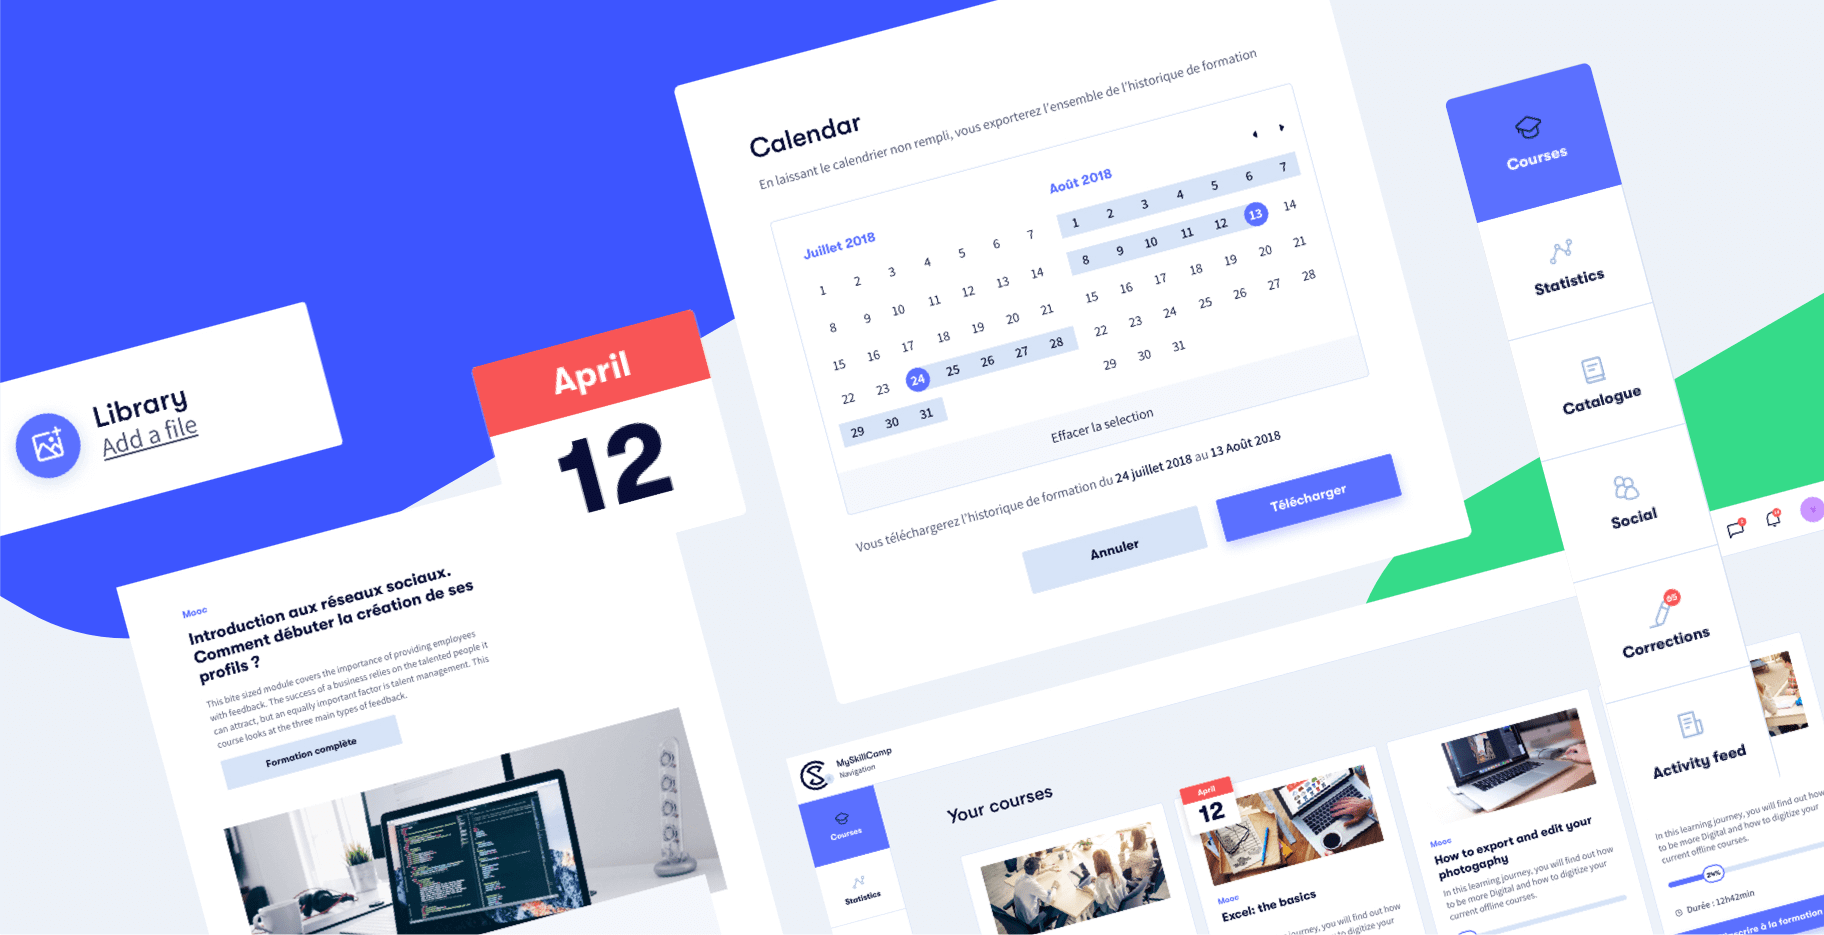 Calendar
En laissant le calendrier non rempli, vous exporterez l'ensemble de l'historique de formation
Juillet 2018
1 2 3 4 5 6 7
8 9 10 11 12 13 14
15 16 17 18 19 20 21
22 23 24 25 26 27 28
29 30 31
Août 2018
1 2 3 4 5 6 7
8 9 10 11 12 13 14
15 16 17 18 19 20 21
22 23 24 25 26 27 28
29 30 31
Effacer la selection
Vous téléchargerez l'historique de formation du 24 juillet 2018 au 13 Août 2018
Annuler
Télécharger
Library
Add a file
April
12
Mooc
Introduction aux réseaux sociaux.
Comment débuter la création de ses
profils ?
This bite sized module covers the importance of providing employees
with feedback. The success of a business relies on the talented people it
can attract, but an equally important factor is talent management. This
course looks at the three main types of feedback.
Formation complète
Courses
Statistics
Catalogue
Social
55
Corrections
Activity feed
MySkillCamp
Navigation
Courses
Statistics
Your courses
April
12
Mooc
Excel: the basics
journey, you will find out how
to be more Digital and how to digitize your
Mooc
How to export and edit your
photogaphy
In this learning journey, you will find out how
to be more Digital and how to digitize your
current offline courses.
In this learning journey, you will find out how
to be more Digital and how to digitize your
current offline courses.
24%
Durée : 12h42min
inscrire à la formation